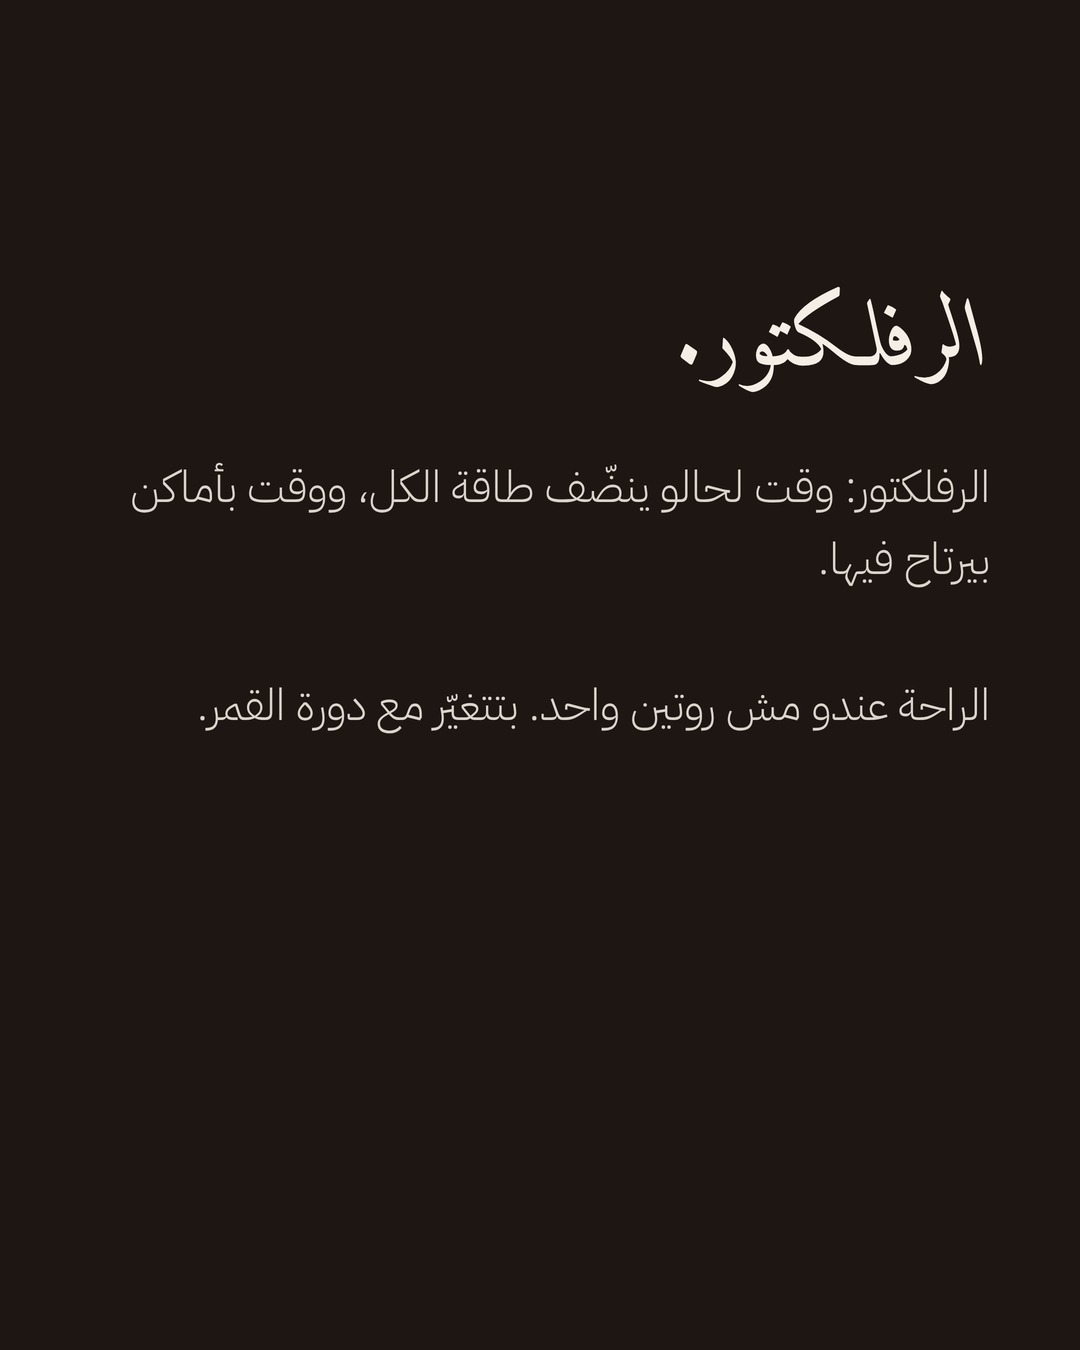 الرفلكتور.
الرفلكتور: وقت لحالو ينضّف طاقة الكل، ووقت بأماكن
بيرتاح فيها.
الراحة عندو مش روتين واحد. بتتغيّر مع دورة القمر.